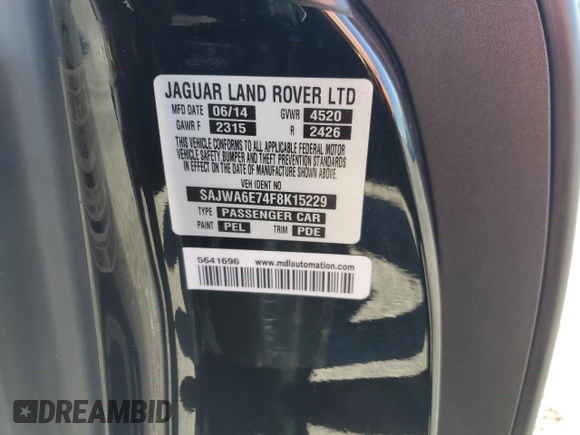 JAGUAR LAND ROVER LTD
MFD DATE 06/14 GVWR 4520
GAWR F 2315 R 2426
THIS VEHICLE CONFORMS TO ALL APPLICABLE FEDERAL MOTOR
VEHICLE SAFETY, BUMPER AND THEFT PREVENTION STANDARDS
IN EFFECT ON THE DATE OF MANUFACTURE SHOWN ABOVE.
VEH IDENT NO
SAJWA6E74F8K15229
TYPE PASSENGER CAR
PAINT PEL TRIM PDE
5641696 www.mdlautomation.com
DREAMBID